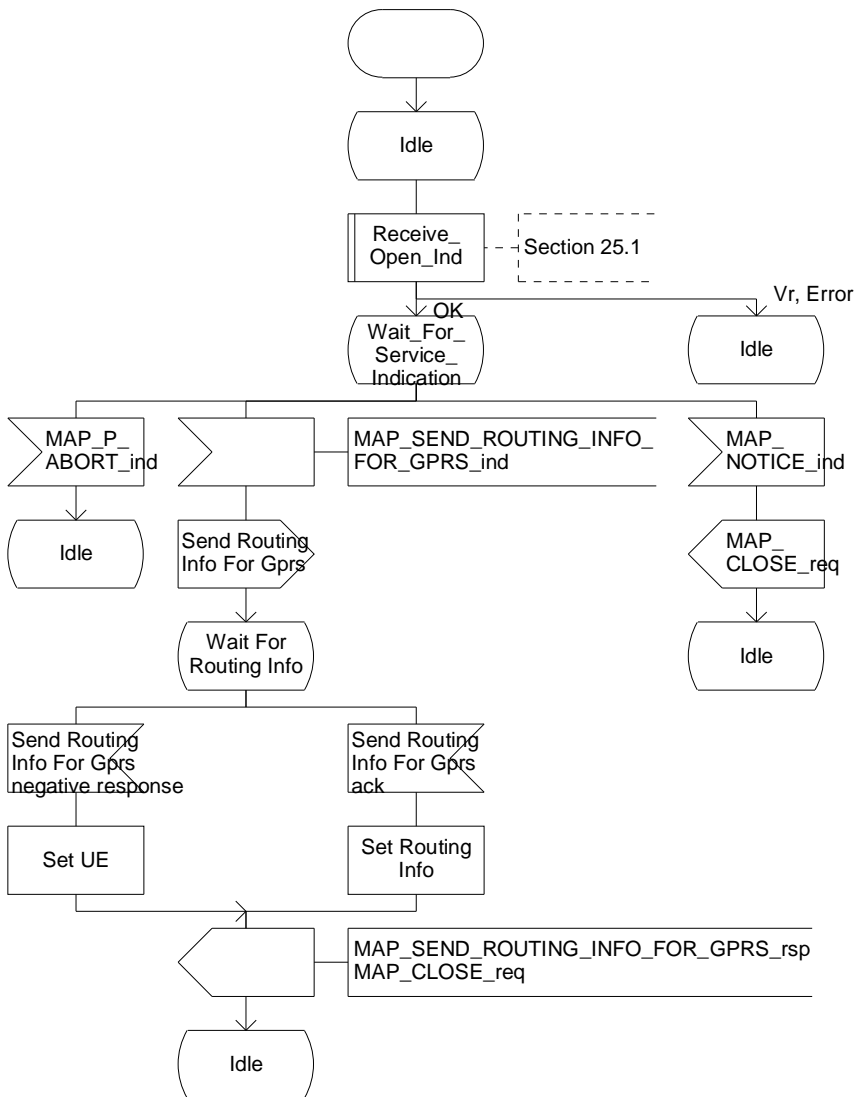 Idle
Receive_
Open_Ind
Section 25.1
Vr, Error
OK
Wait_For_
Service_
Indication
Idle
MAP_P_
ABORT_ind
MAP_SEND_ROUTING_INFO_
FOR_GPRS_ind
MAP_
NOTICE_ind
Idle
Send Routing
Info For Gprs
MAP_
CLOSE_req
Wait For
Routing Info
Idle
Send Routing
Info For Gprs
negative response
Send Routing
Info For Gprs
ack
Set UE
Set Routing
Info
MAP_SEND_ROUTING_INFO_FOR_GPRS_rsp
MAP_CLOSE_req
Idle